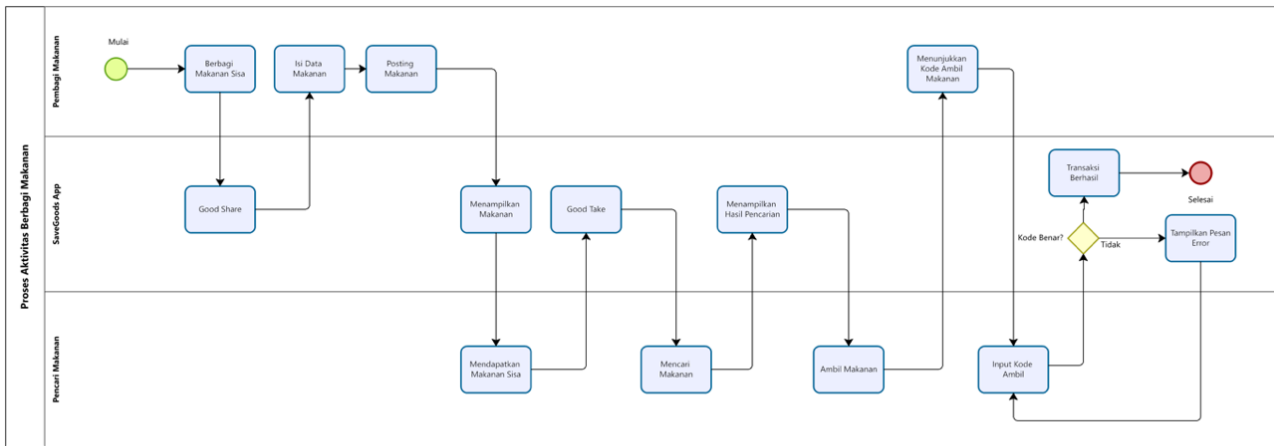 Proses Aktivitas Berbagi Makanan
Pembagi Makanan
Mulai
Berbagi
Makanan Sisa
Isi Data
Makanan
Posting
Makanan
Menunjukkan
Kode Ambil
Makanan
SaveGoods App
Good Share
Menampilkan
Makanan
Good Take
Menampilkan
Hasil Pencarian
Transaksi
Berhasil
Selesai
Kode Benar?
Tidak
Tampilkan Pesan
Error
Pencari Makanan
Mendapatkan
Makanan Sisa
Mencari
Makanan
Ambil Makanan
Input Kode
Ambil